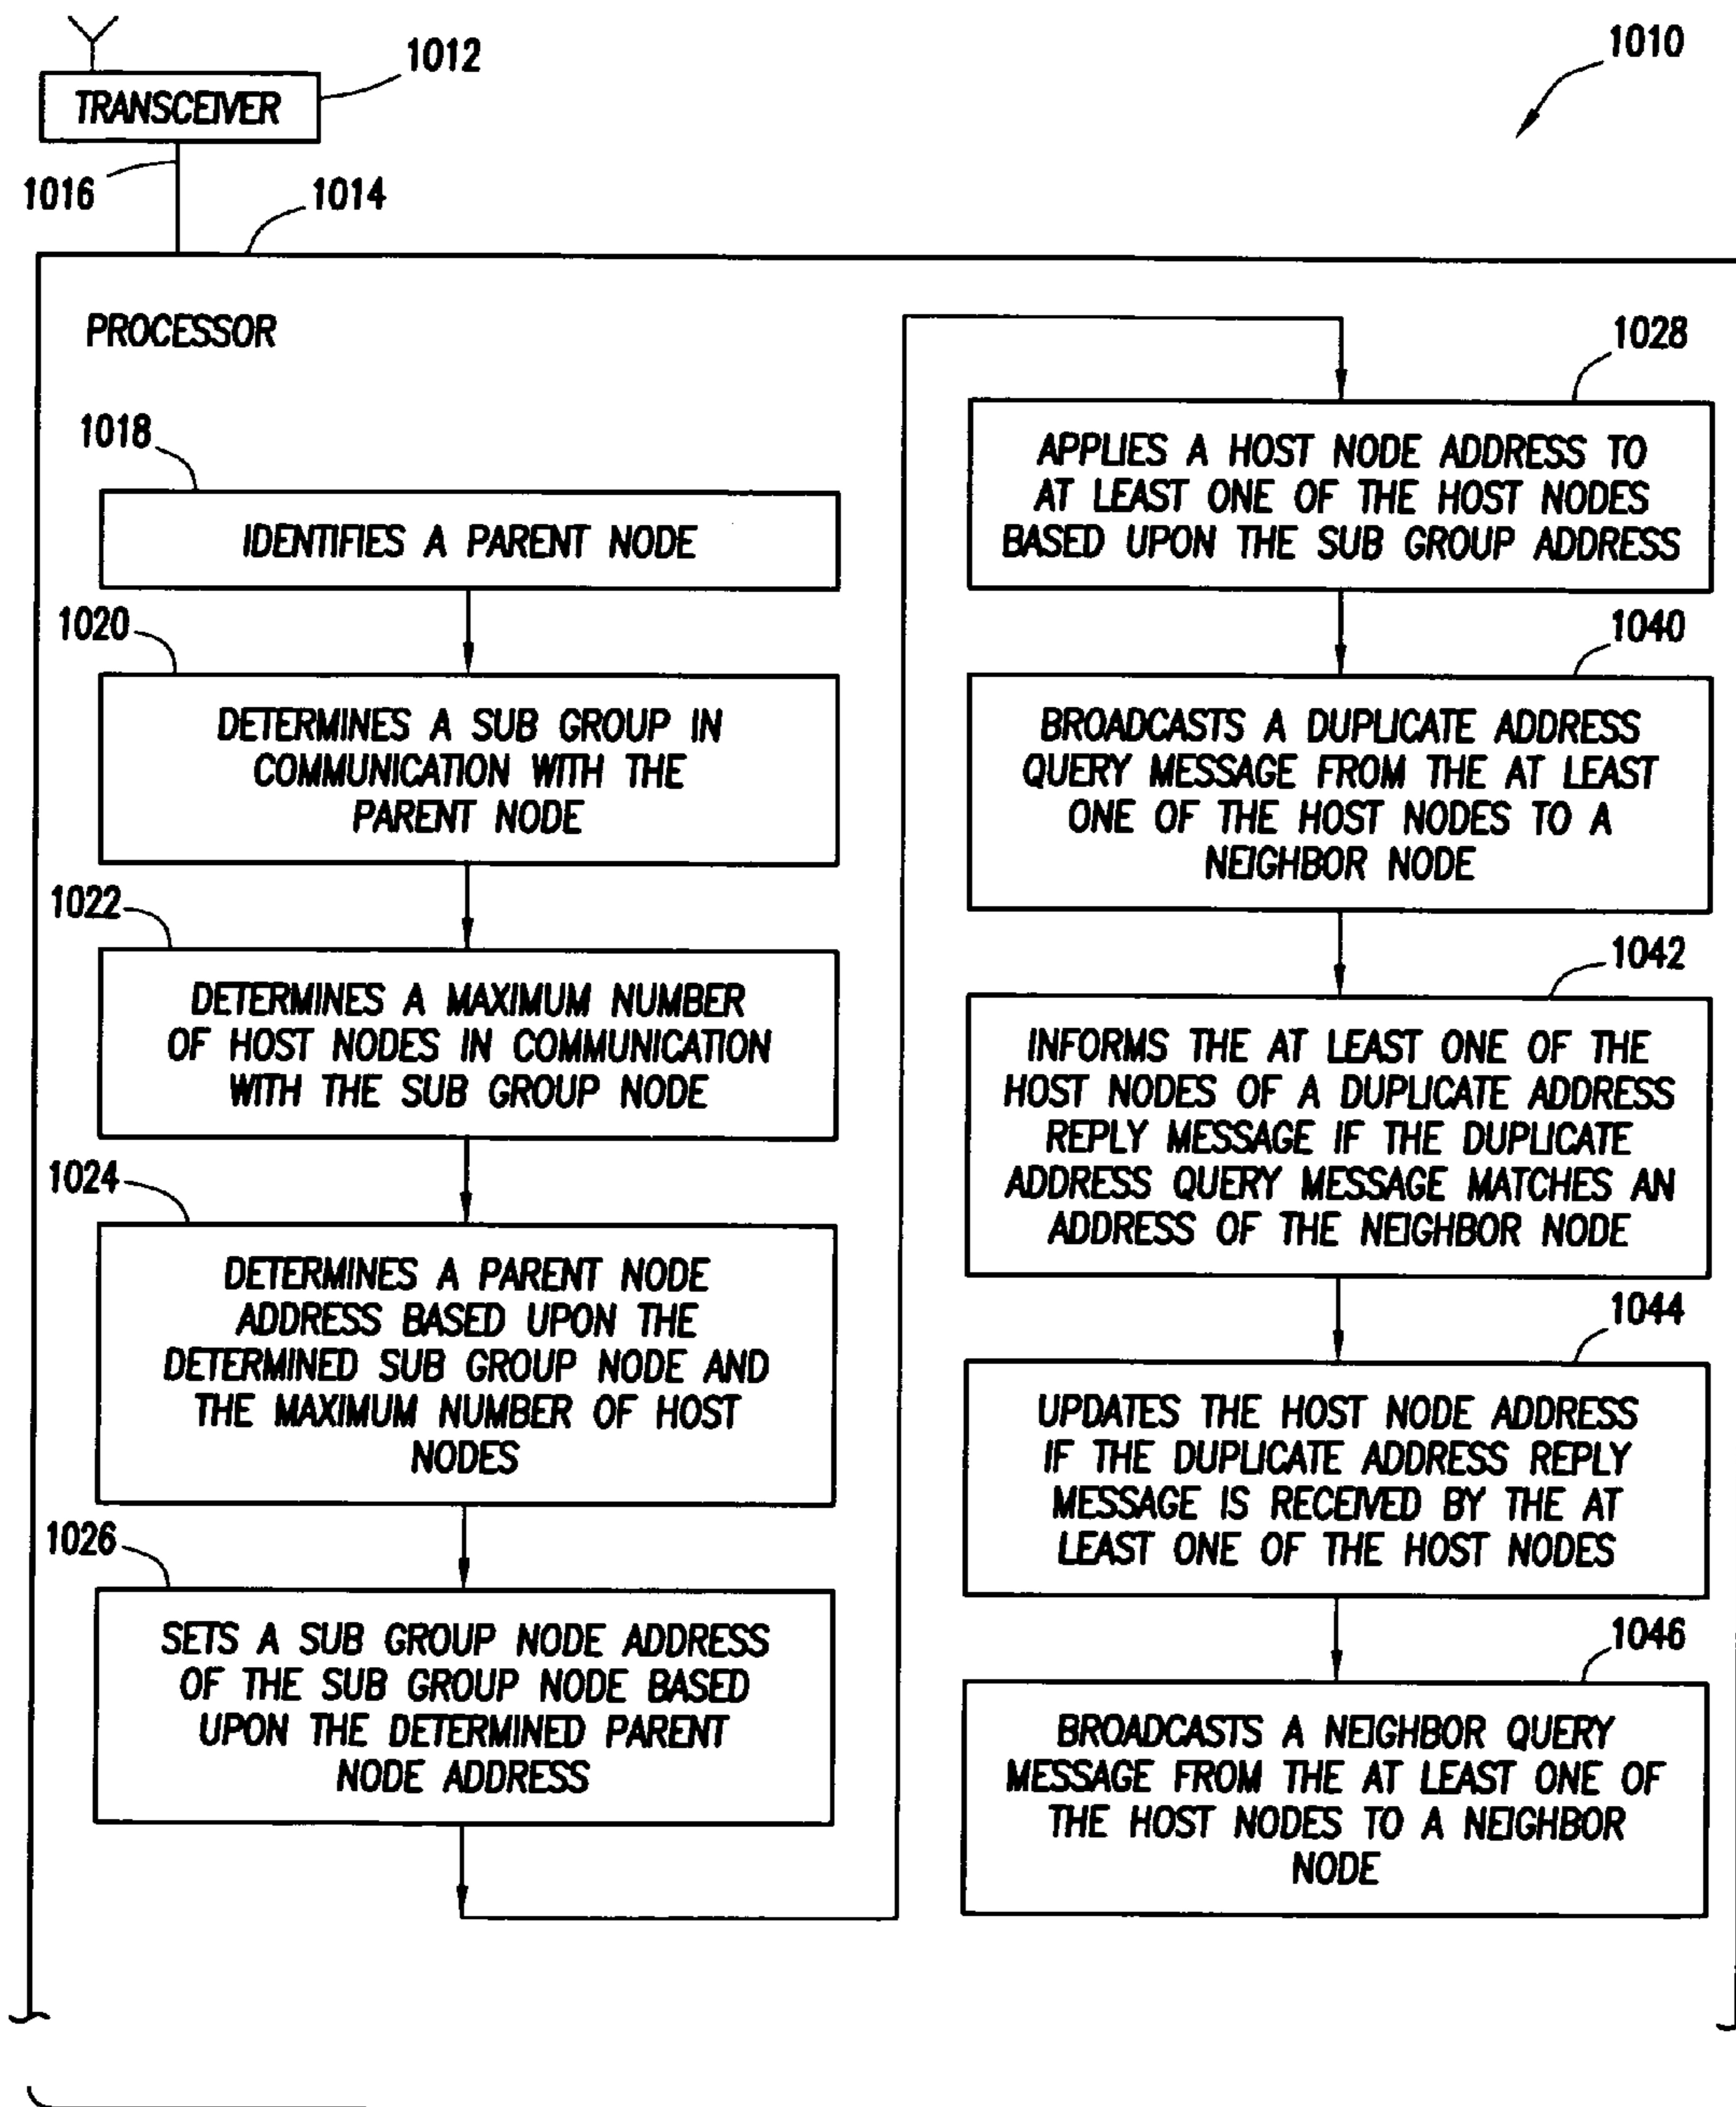 1012
1010
TRANSCEIVER
1016
1014
PROCESSOR
1018
IDENTIFIES A PARENT NODE
1020
DETERMINES A SUB GROUP IN
COMMUNICATION WITH THE
PARENT NODE
1022
DETERMINES A MAXIMUM NUMBER
OF HOST NODES IN COMMUNICATION
WITH THE SUB GROUP NODE
1024
DETERMINES A PARENT NODE
ADDRESS BASED UPON THE
DETERMINED SUB GROUP NODE AND
THE MAXIMUM NUMBER OF HOST
NODES
1026
SETS A SUB GROUP NODE ADDRESS
OF THE SUB GROUP NODE BASED
UPON THE DETERMINED PARENT
NODE ADDRESS
1028
APPLIES A HOST NODE ADDRESS TO
AT LEAST ONE OF THE HOST NODES
BASED UPON THE SUB GROUP ADDRESS
1040
BROADCASTS A DUPLICATE ADDRESS
QUERY MESSAGE FROM THE AT LEAST
ONE OF THE HOST NODES TO A
NEIGHBOR NODE
1042
INFORMS THE AT LEAST ONE OF THE
HOST NODES OF A DUPLICATE ADDRESS
REPLY MESSAGE IF THE DUPLICATE
ADDRESS QUERY MESSAGE MATCHES AN
ADDRESS OF THE NEIGHBOR NODE
1044
UPDATES THE HOST NODE ADDRESS
IF THE DUPLICATE ADDRESS REPLY
MESSAGE IS RECEIVED BY THE AT
LEAST ONE OF THE HOST NODES
1046
BROADCASTS A NEIGHBOR QUERY
MESSAGE FROM THE AT LEAST ONE OF
THE HOST NODES TO A NEIGHBOR
NODE